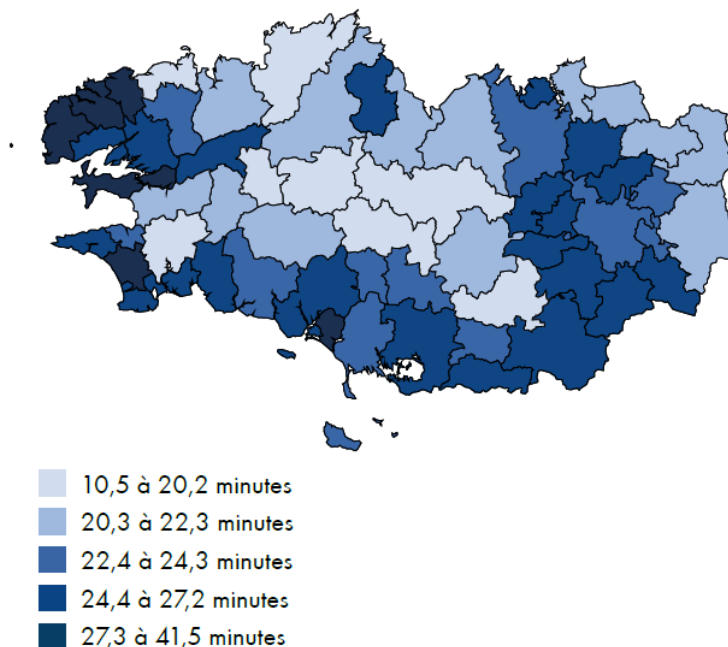 10,5 à 20,2 minutes
20,3 à 22,3 minutes
22,4 à 24,3 minutes
24,4 à 27,2 minutes
27,3 à 41,5 minutes